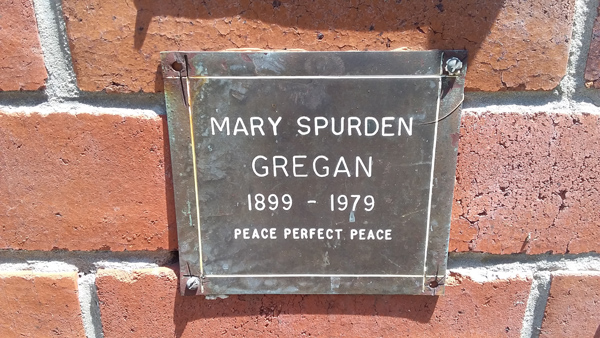 MARY SPURDEN
GREGAN
1899 - 1979
PEACE PERFECT PEACE